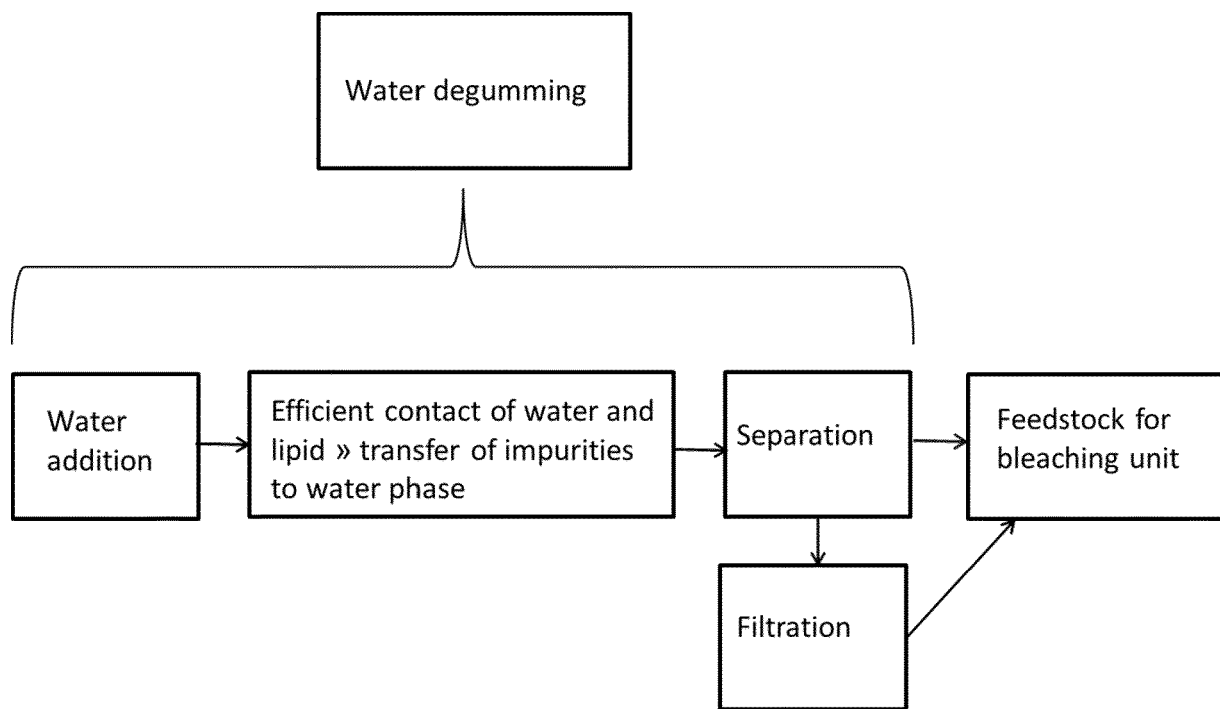 Water degumming
Water
addition
Efficient contact of water and
lipid » transfer of impurities
to water phase
Separation
Feedstock for
bleaching unit
Filtration